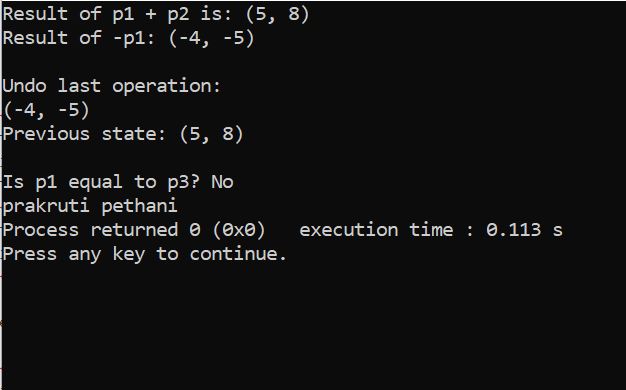 Result of p1 + p2 is: (5, 8)
Result of -p1: (-4, -5)
Undo last operation:
(-4, -5)
Previous state: (5, 8)
Is p1 equal to p3? No
prakruti pethani
Process returned 0 (0x0)   execution time : 0.113 s
Press any key to continue.